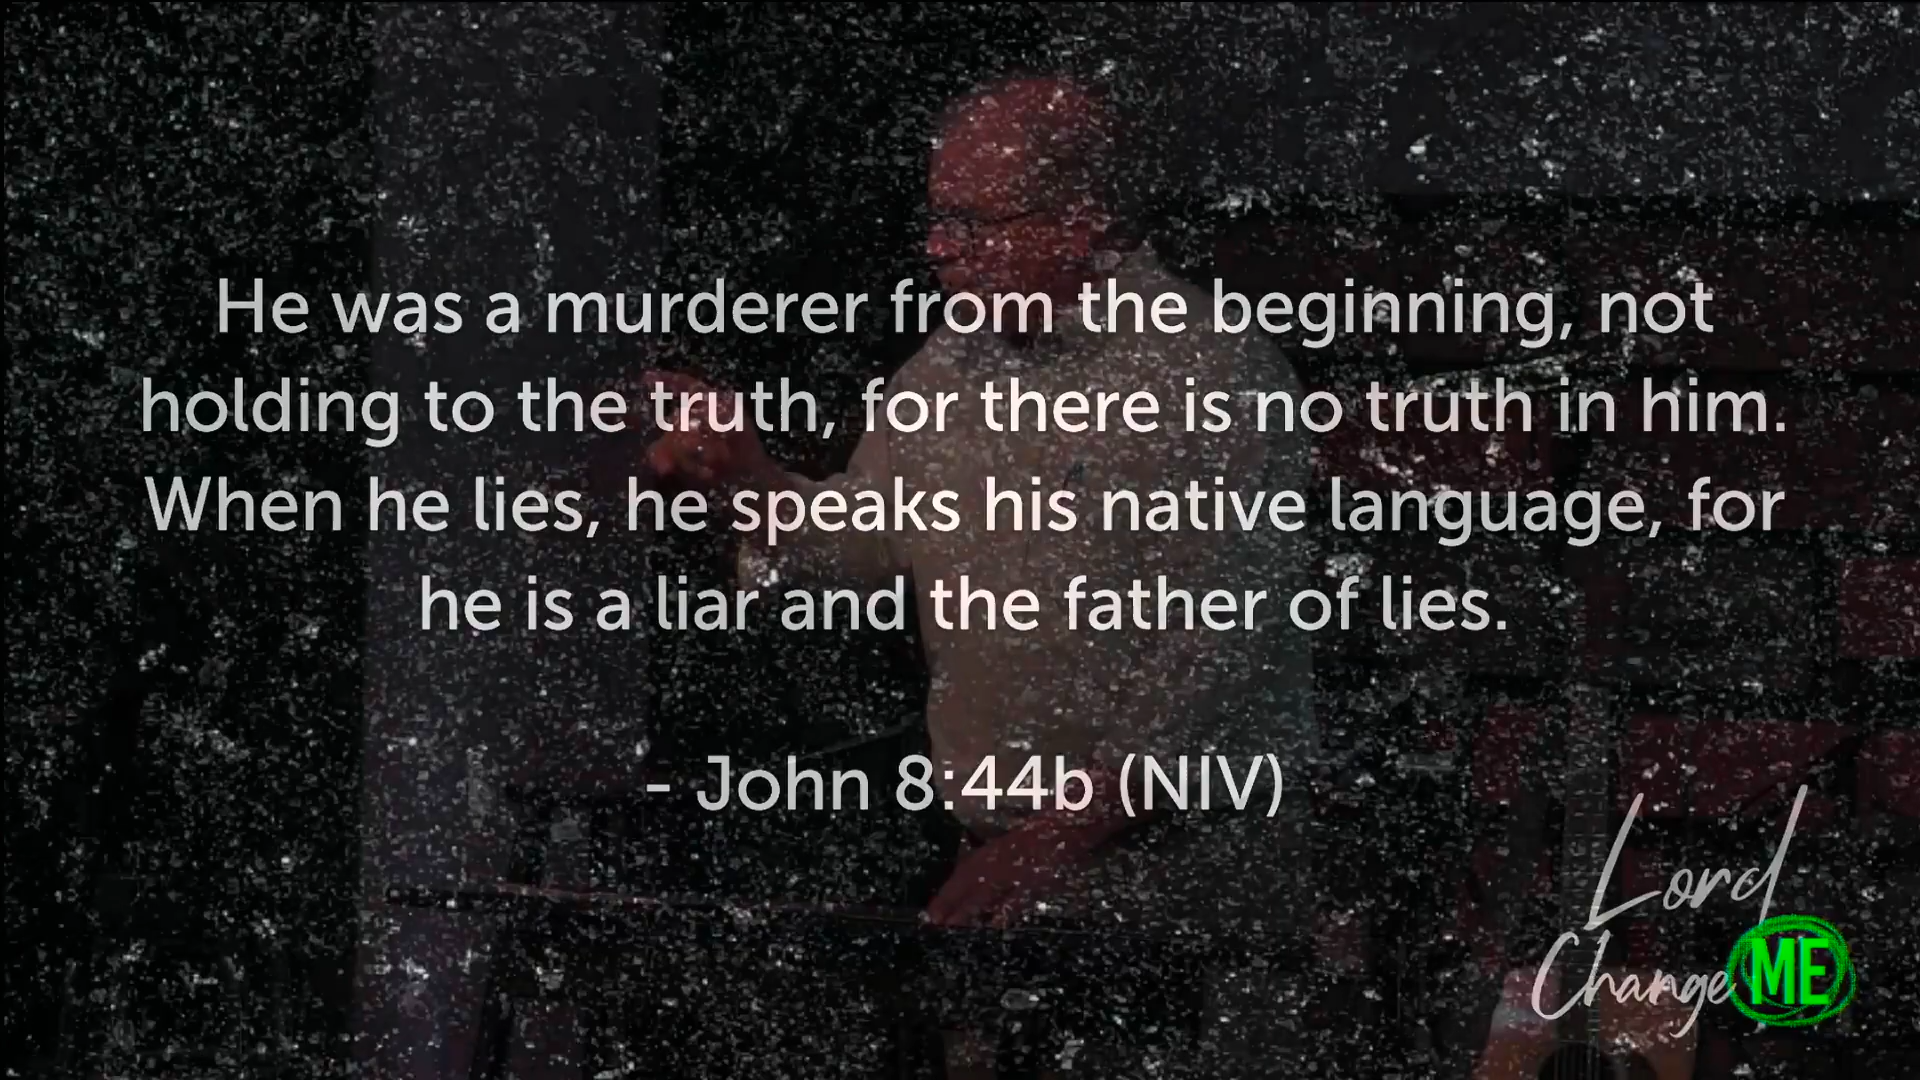 He was a murderer from the beginning, not
holding to the truth, for there is no truth in him.
When he lies, he speaks his native language, for
he is a liar and the father of lies.
- John 8:44b (NIV)
Lord
Change ME